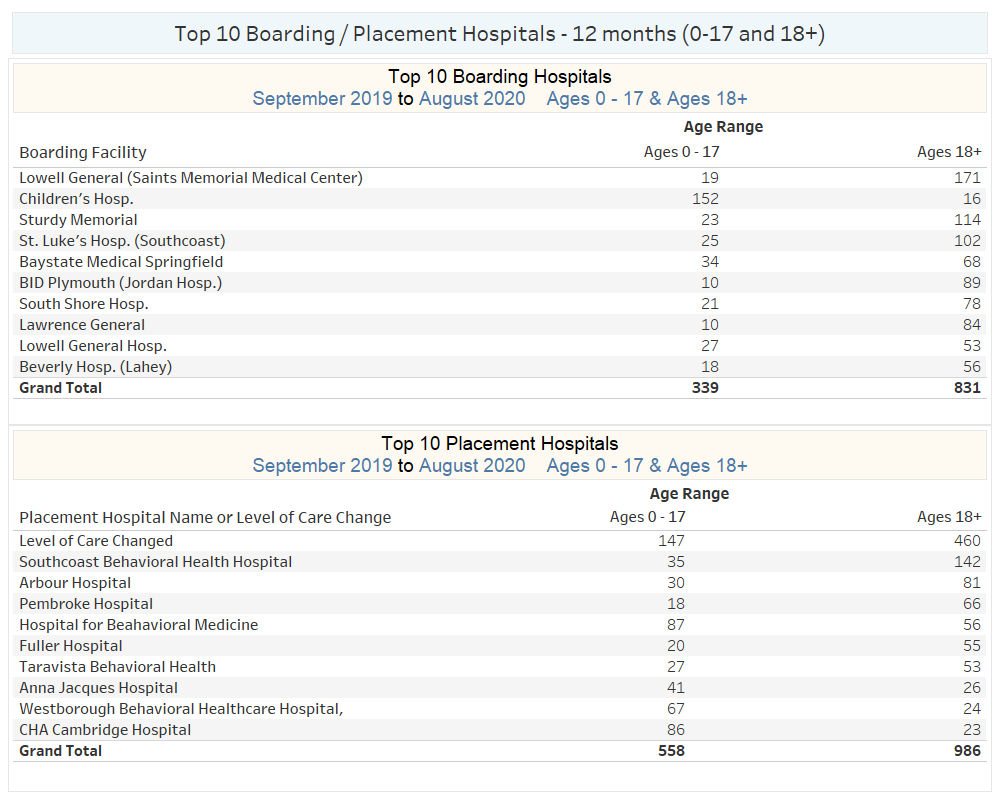 Top 10 Boarding / Placement Hospitals - 12 months (0-17 and 18+)
Top 10 Boarding Hospitals
September 2019 to August 2020 Ages 0 - 17 & Ages 18+
Age Range
Boarding Facility Ages 0 - 17 Ages 18+
Lowell General (Saints Memorial Medical Center) 19 171
Children's Hosp. 152 16
Sturdy Memorial 23 114
St. Luke's Hosp. (Southcoast) 25 102
Baystate Medical Springfield 34 68
BID Plymouth (Jordan Hosp.) 10 89
South Shore Hosp. 21 78
Lawrence General 10 84
Lowell General Hosp. 27 53
Beverly Hosp. (Lahey) 18 56
Grand Total 339 831
Top 10 Placement Hospitals
September 2019 to August 2020 Ages 0 - 17 & Ages 18+
Age Range
Placement Hospital Name or Level of Care Change Ages 0 - 17 Ages 18+
Level of Care Changed 147 460
Southcoast Behavioral Health Hospital 35 142
Arbour Hospital 30 81
Pembroke Hospital 18 66
Hospital for Beahavioral Medicine 87 56
Fuller Hospital 20 55
Taravista Behavioral Health 27 53
Anna Jacques Hospital 41 26
Westborough Behavioral Healthcare Hospital, 67 24
CHA Cambridge Hospital 86 23
Grand Total 558 986